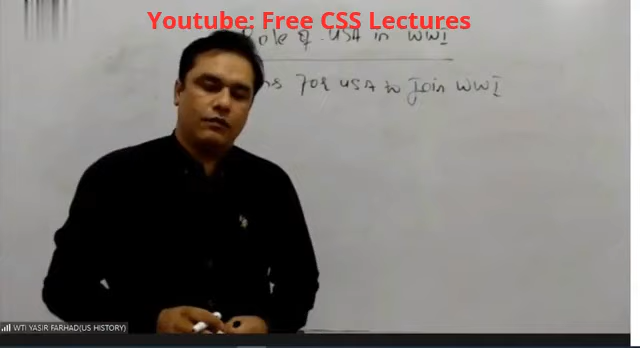 Youtube: Free CSS Lectures
Role of USA in WWI
ns for USA to Join WWI
WTI YASIR FARHAD(US HISTORY)